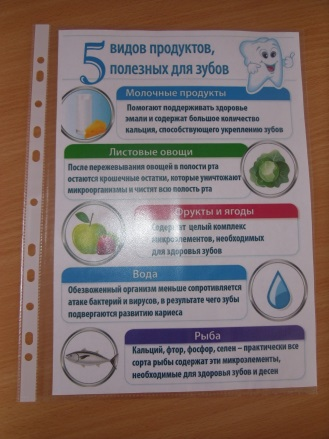 5 видов продуктов,
полезных для зубов
Молочные продукты
Помогают поддерживать здоровье
эмали и содержат большое количество
кальция, способствующего укреплению зубов
Листовые овощи
После пережевывания овощей в полости рта
остаются крошечные остатки, которые уничтожают
микроорганизмы и чистят всю полость рта
Фрукты и ягоды
Содержат целый комплекс
микроэлементов, необходимых
для здоровья зубов
Вода
Обезвоженный организм меньше сопротивляется
атаке бактерий и вирусов, в результате чего зубы
подвергаются развитию кариеса
Рыба
Кальций, фтор, фосфор, селен – практически все
сорта рыбы содержат эти микроэлементы,
необходимые для здоровья зубов и десен